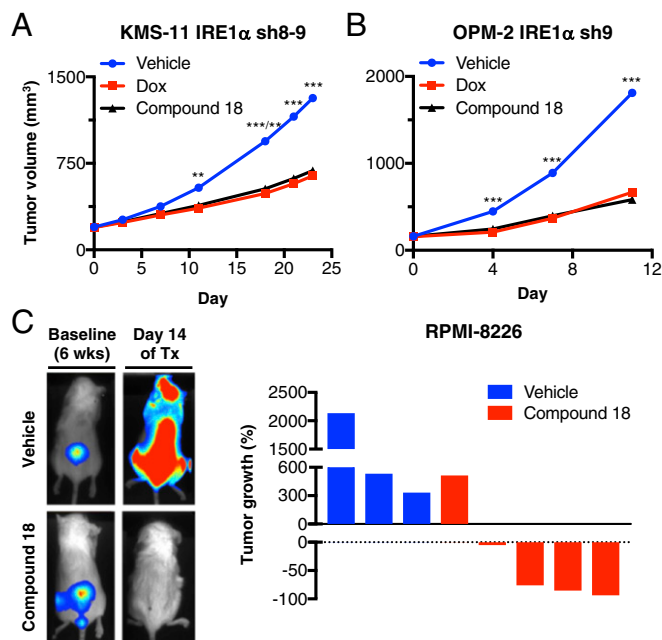 A
KMS-11 IRE1α sh8-9
Vehicle
Dox
Compound 18
Tumor volume (mm³)
1500
750
0
**
***/**
***
***
0 5 10 15 20 25
Day
B
OPM-2 IRE1α sh9
Vehicle
Dox
Compound 18
2000
1000
0
***
***
***
0 4 8 12
Day
C
Baseline
(6 wks)
Day 14
of Tx
Vehicle
Compound 18
RPMI-8226
Vehicle
Compound 18
Tumor growth (%)
2500
2000
1500
600
300
0
0
-50
-100